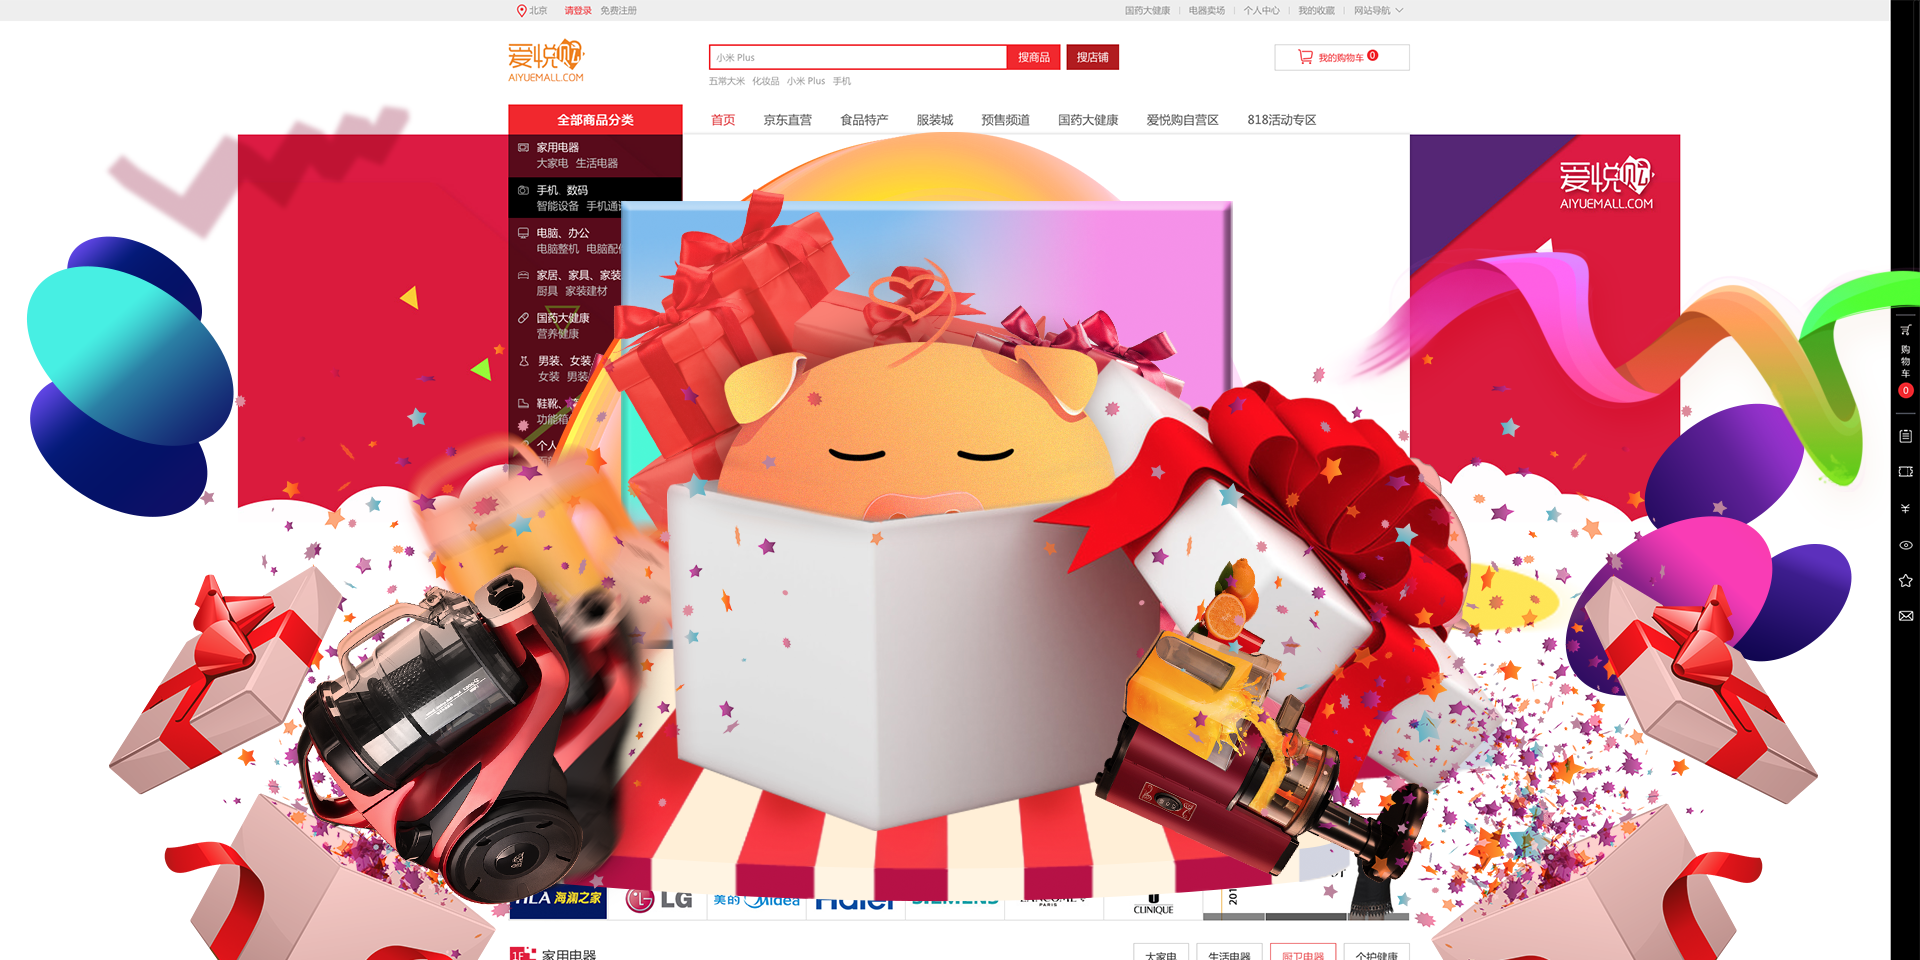 北京 请登录 免费注册 国药大健康 电器卖场 个人中心 我的收藏 网站导航
爱悦购
AIYUEMALL.COM
小米 Plus 搜商品 搜店铺
我的购物车 0
五常大米 化妆品 小米 Plus 手机
全部商品分类 首页 京东直营 食品特产 服装城 预售频道 国药大健康 爱悦购自营区 818活动专区
家用电器
大家电 生活电器
手机、数码
智能设备 手机通
电脑、办公
电脑整机 电脑配
家居、家具、家装
厨具 家装建材
国药大健康
营养健康
男装、女装
女装 男装
鞋靴、
功能箱
个人
爱悦购
AIYUEMALL.COM
购物车
0
HLA 海澜之家 LG 美的 Midea Haier SIEMENS LANCOME PARIS CLINIQUE 201
1F 家用电器 大家电 生活电器 厨卫电器 个护健康